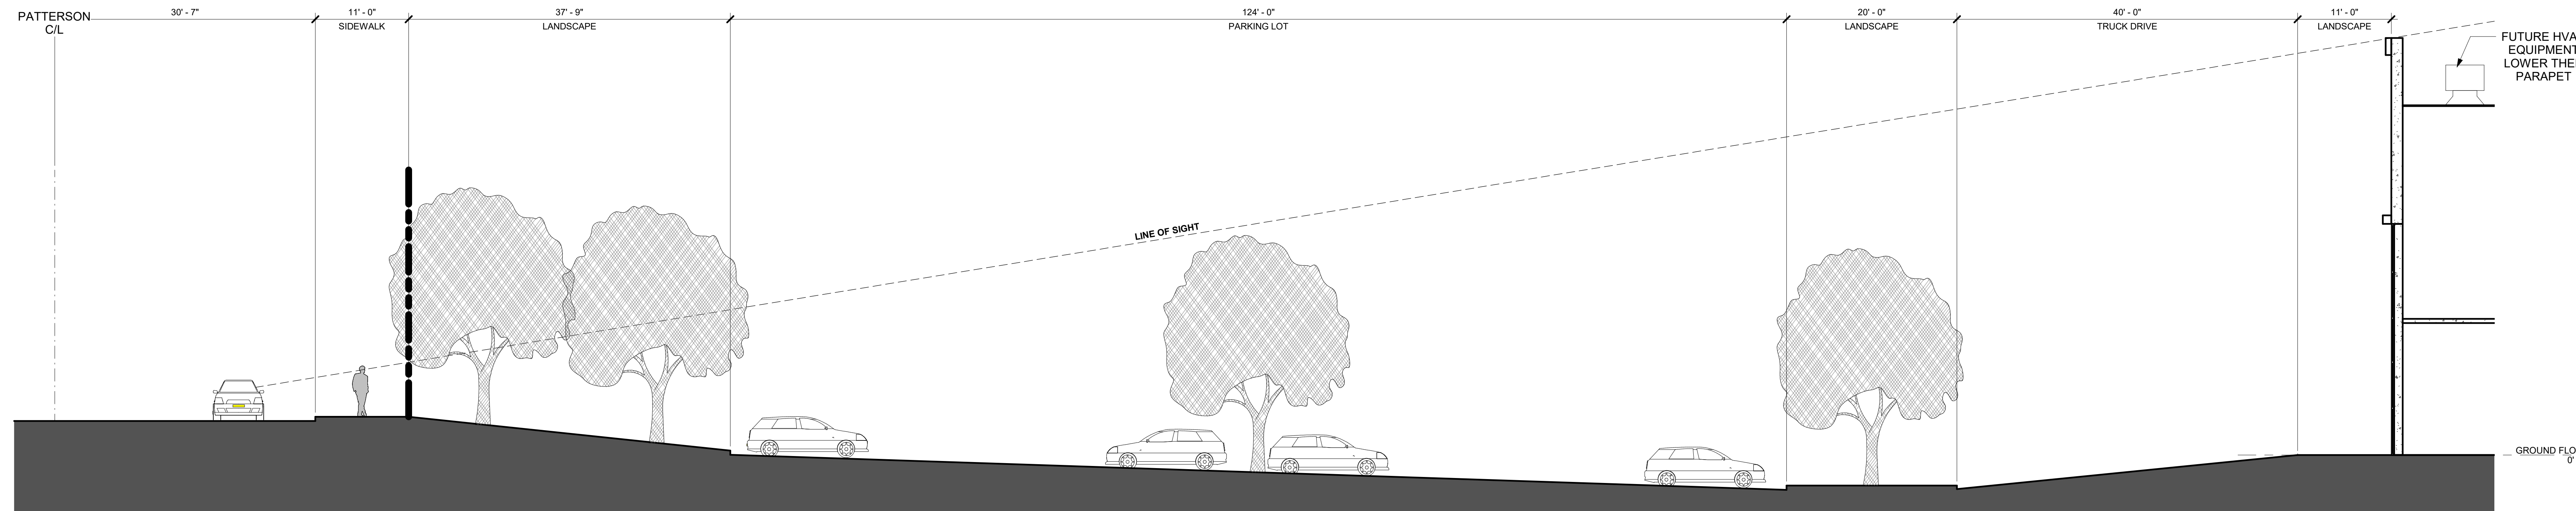 PATTERSON
C/L
30' - 7"
11' - 0"
SIDEWALK
37' - 9"
LANDSCAPE
124' - 0"
PARKING LOT
20' - 0"
LANDSCAPE
40' - 0"
TRUCK DRIVE
11' - 0"
LANDSCAPE
FUTURE HVA
EQUIPMENT
LOWER THE
PARAPET
LINE OF SIGHT
GROUND FLO
0'